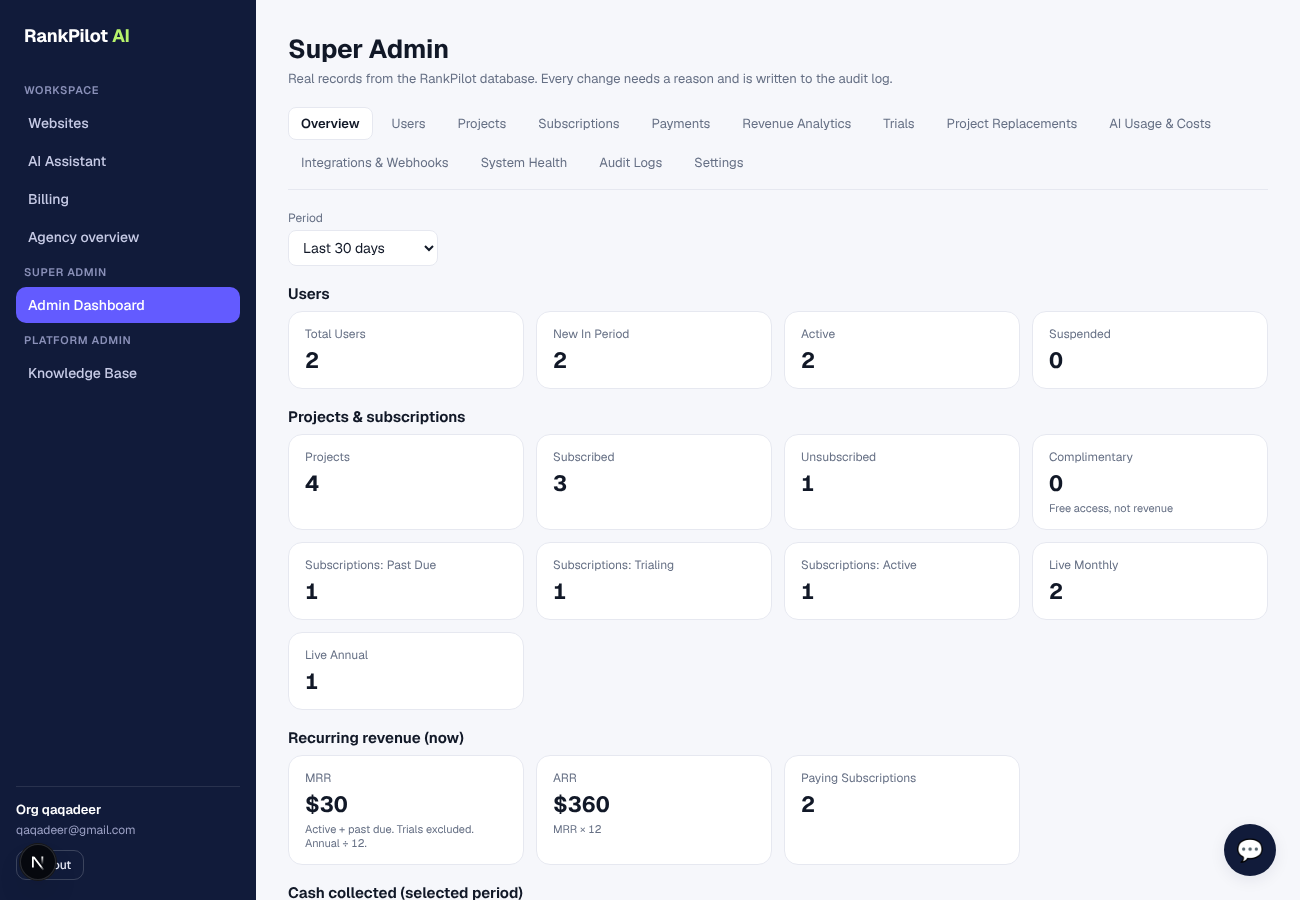 RankPilot AI
WORKSPACE
Websites
AI Assistant
Billing
Agency overview
SUPER ADMIN
Admin Dashboard
PLATFORM ADMIN
Knowledge Base
Org qaqadeer
qaqadeer@gmail.com
N
out
Super Admin
Real records from the RankPilot database. Every change needs a reason and is written to the audit log.
Overview Users Projects Subscriptions Payments Revenue Analytics Trials Project Replacements AI Usage & Costs
Integrations & Webhooks System Health Audit Logs Settings
Period
Last 30 days
Users
Total Users New In Period Active Suspended
2 2 2 0
Projects & subscriptions
Projects Subscribed Unsubscribed Complimentary
4 3 1 0
Free access, not revenue
Subscriptions: Past Due Subscriptions: Trialing Subscriptions: Active Live Monthly
1 1 1 2
Live Annual
1
Recurring revenue (now)
MRR ARR Paying Subscriptions
$30 $360 2
Active + past due. Trials excluded. MRR × 12
Annual ÷ 12.
Cash collected (selected period)